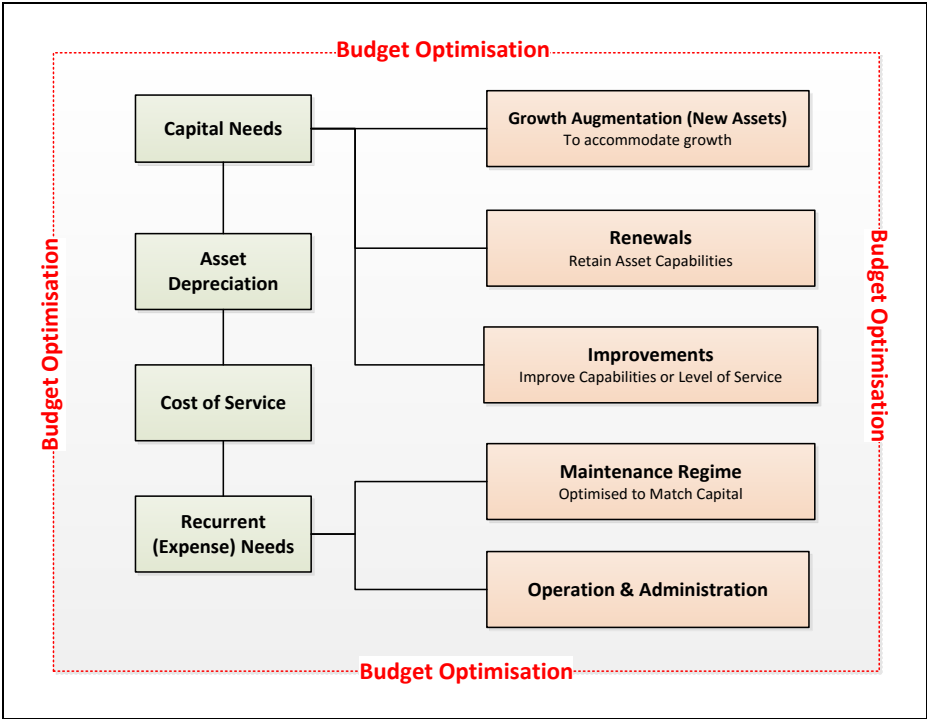 Budget Optimisation
Capital Needs
Growth Augmentation (New Assets)
To accommodate growth
Renewals
Retain Asset Capabilities
Asset
Depreciation
Budget Optimisation
Budget Optimisation
Improvements
Improve Capabilities or Level of Service
Cost of Service
Maintenance Regime
Optimised to Match Capital
Recurrent
(Expense) Needs
Operation & Administration
Budget Optimisation